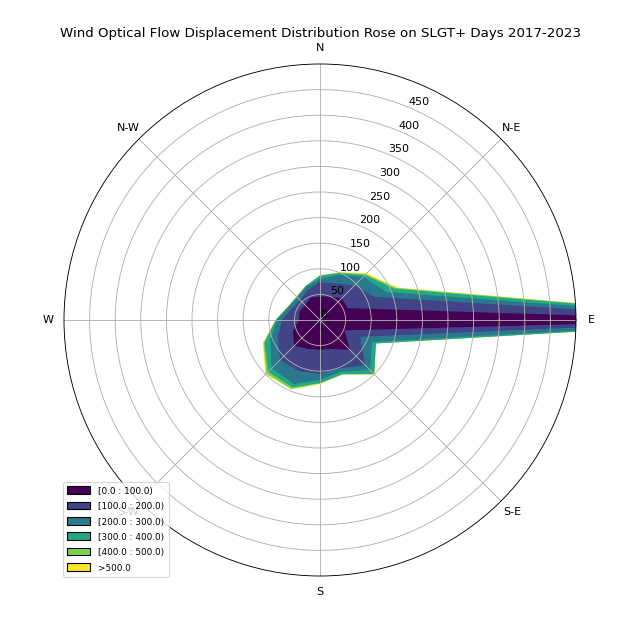 Wind Optical Flow Displacement Distribution Rose on SLGT+ Days 2017-2023
N
N-W
N-E
450
400
350
300
250
200
150
100
50
W
E
S-W
S-E
S
[0.0 : 100.0)
[100.0 : 200.0)
[200.0 : 300.0)
[300.0 : 400.0)
[400.0 : 500.0)
>500.0